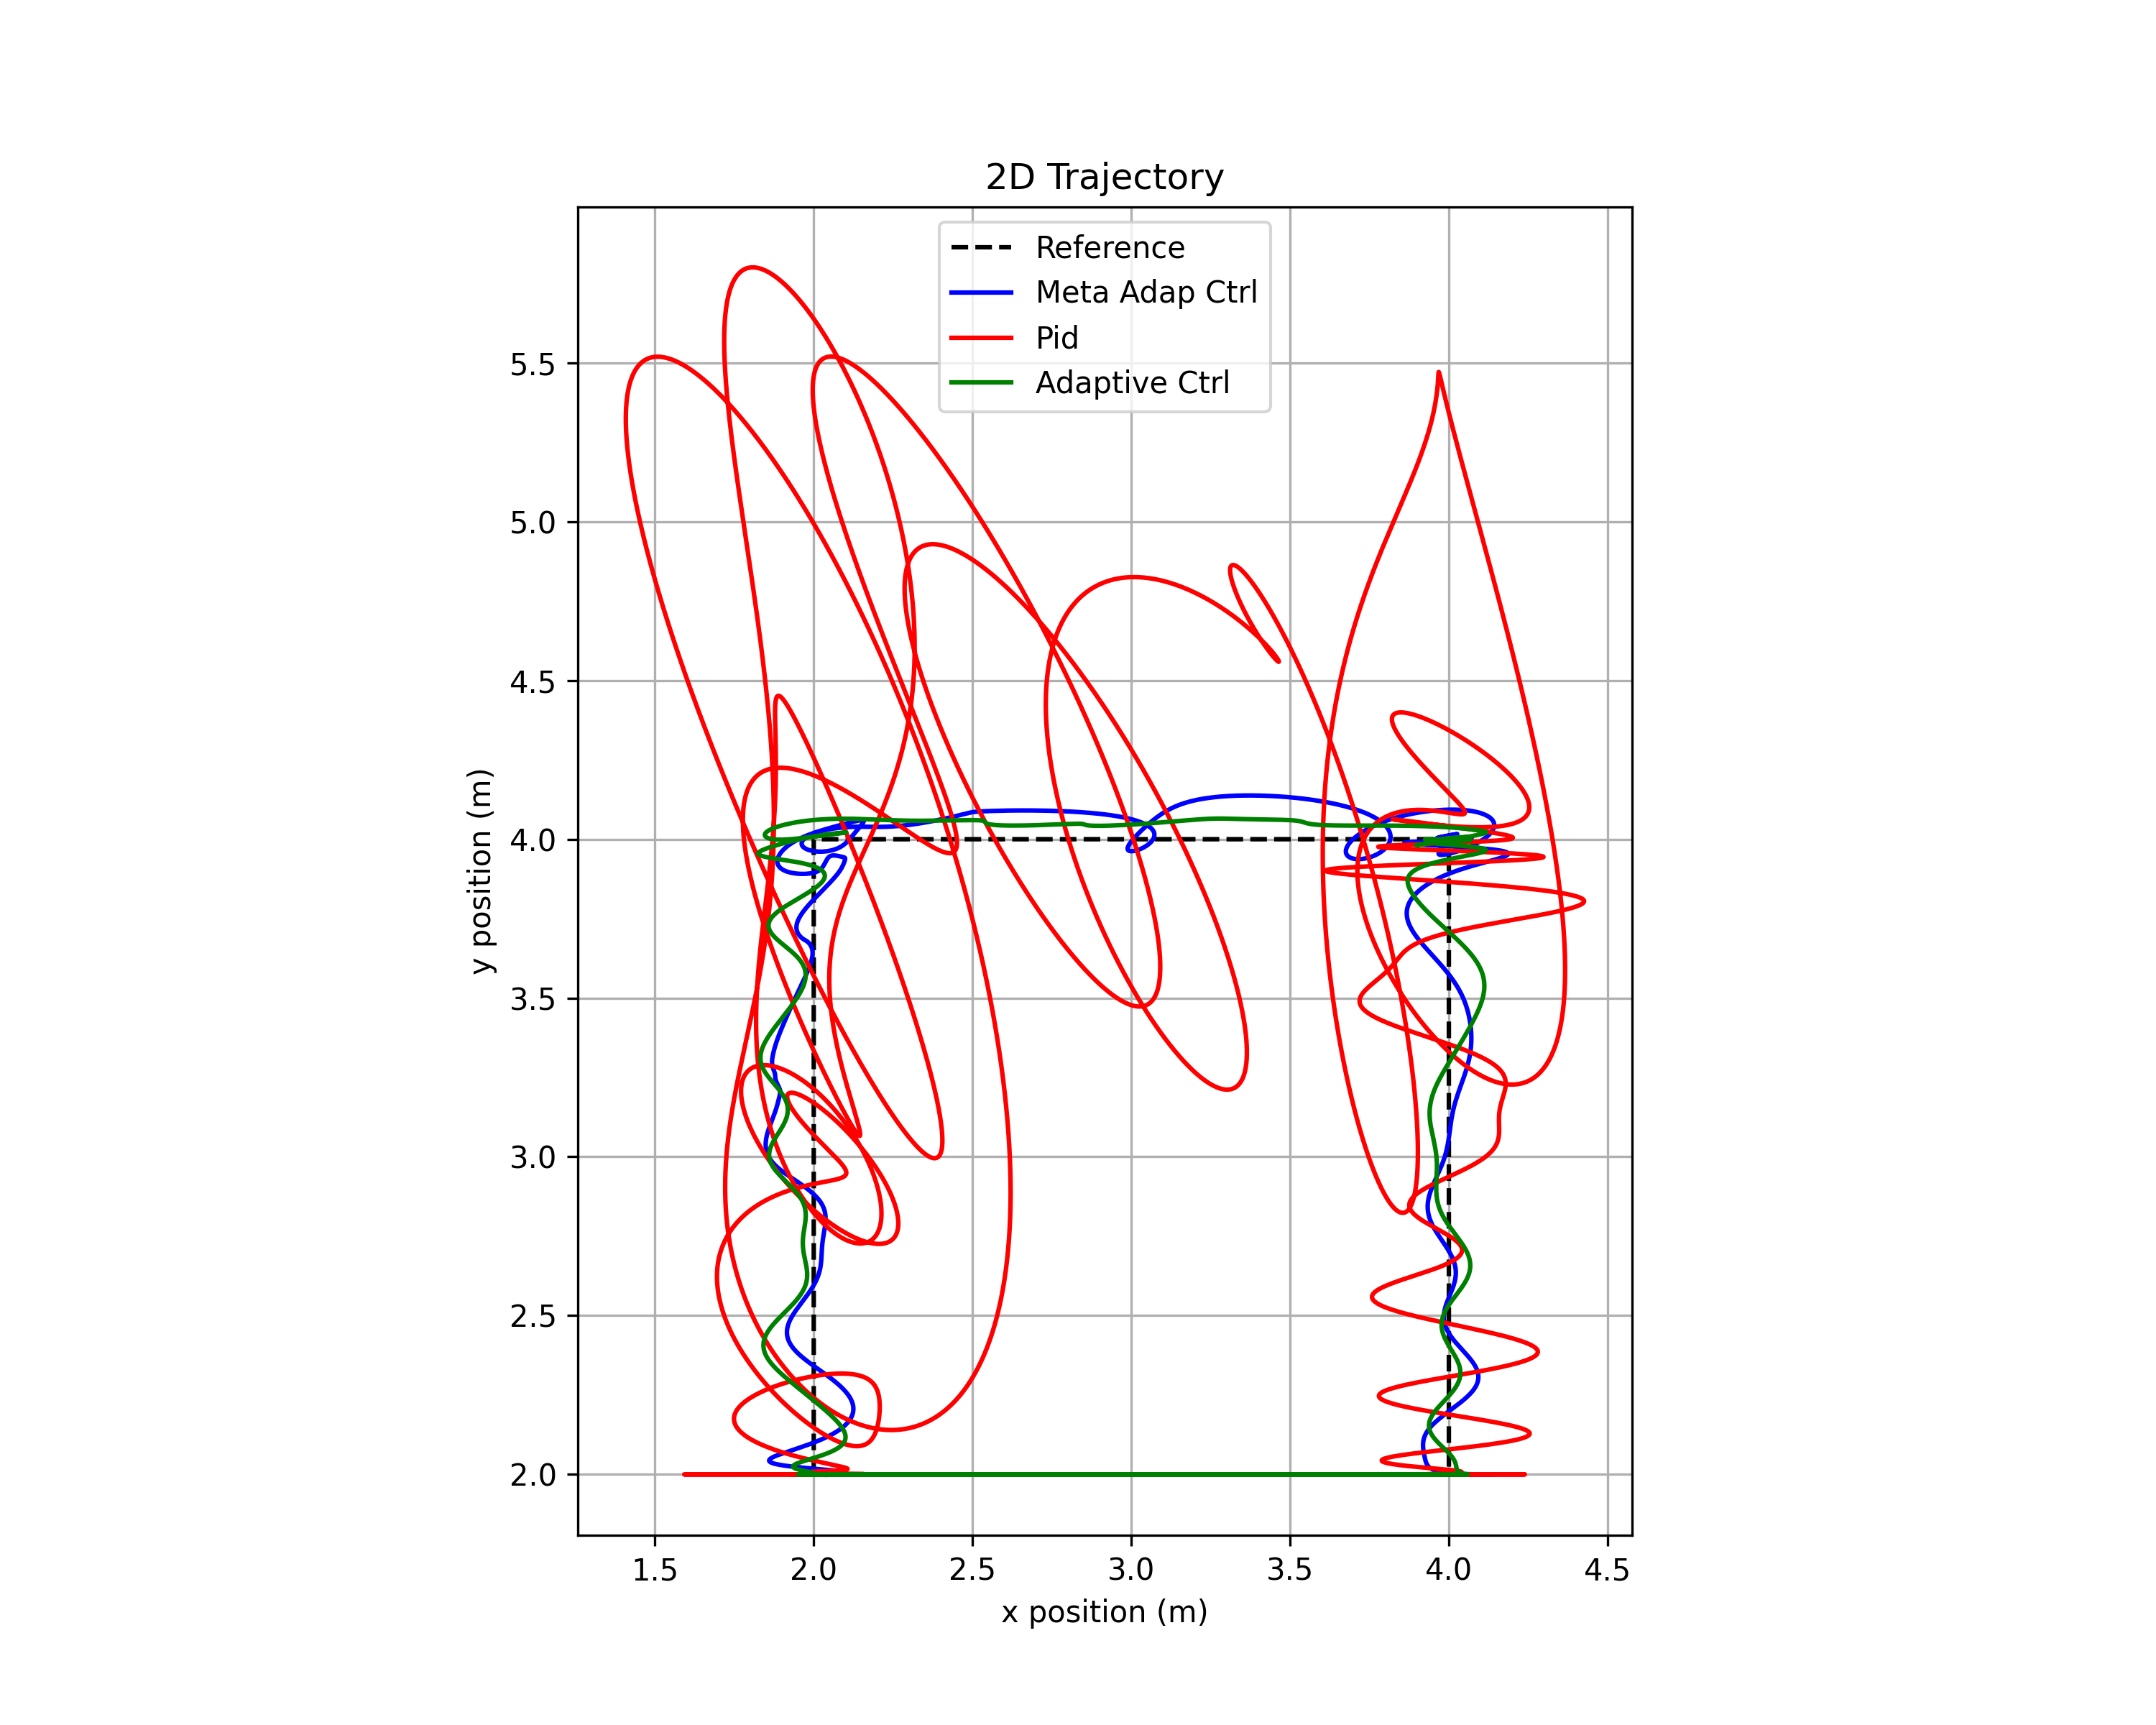 2D Trajectory
Reference
Meta Adap Ctrl
Pid
Adaptive Ctrl
5.5
5.0
4.5
4.0
3.5
3.0
2.5
2.0
y position (m)
1.5 2.0 2.5 3.0 3.5 4.0 4.5
x position (m)